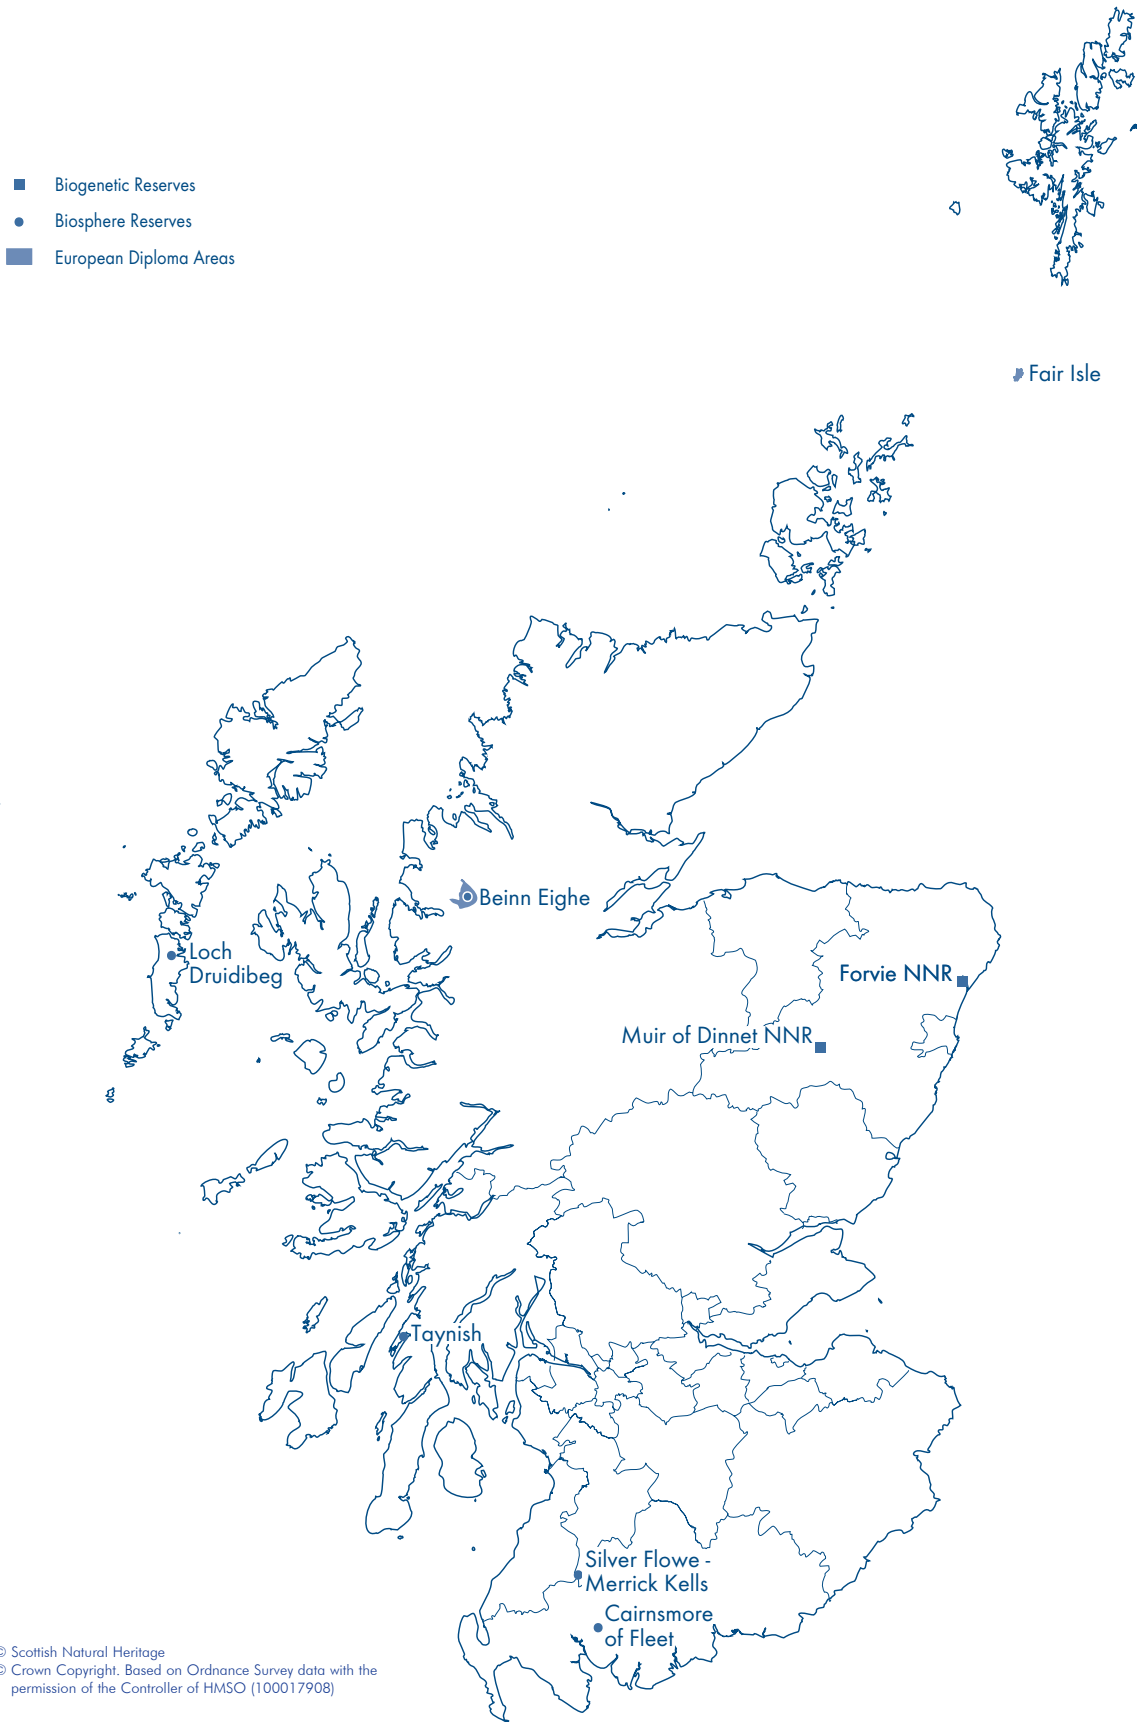 Biogenetic Reserves
Biosphere Reserves
European Diploma Areas
Fair Isle
Beinn Eighe
Loch
Druidibeg
Forvie NNR
Muir of Dinnet NNR
Taynish
Silver Flowe -
Merrick Kells
Cairnsmore
of Fleet
© Scottish Natural Heritage
© Crown Copyright. Based on Ordnance Survey data with the
permission of the Controller of HMSO (100017908)